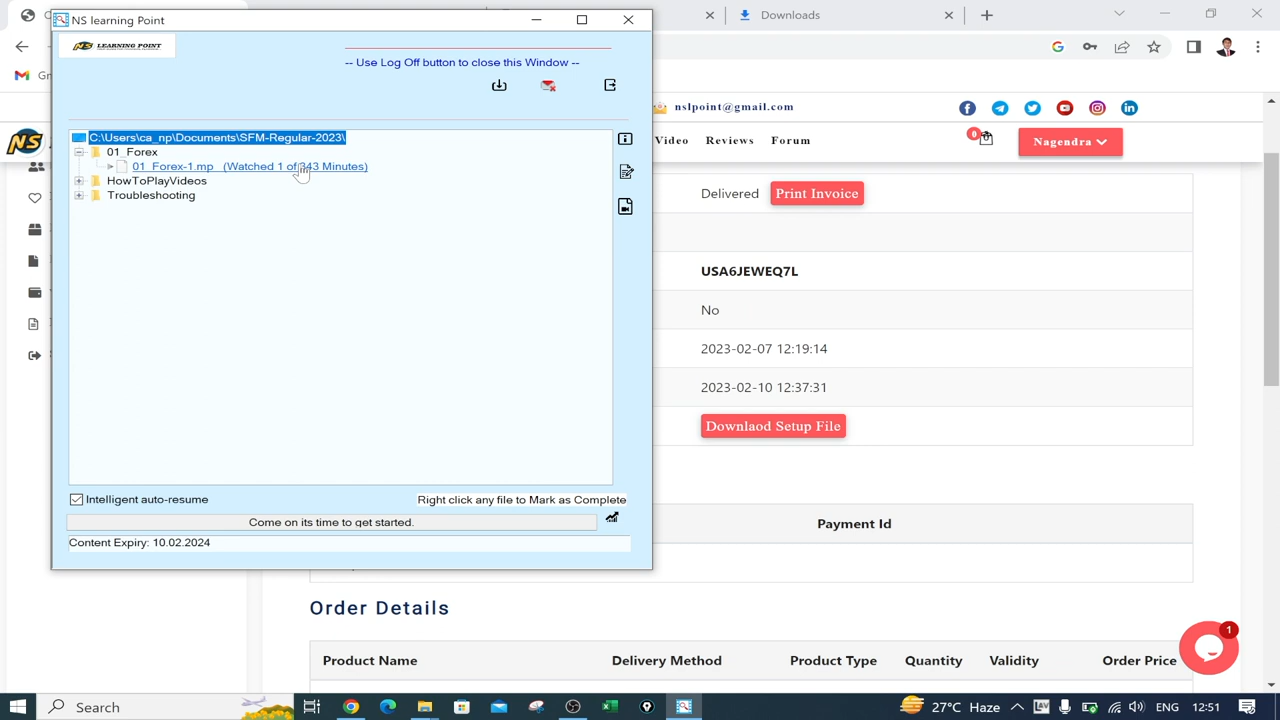 NS learning Point
Downloads
NS LEARNING POINT
-- Use Log Off button to close this Window --
nslpoint@gmail.com
NS
Video
Reviews
Forum
0
Nagendra
C:\Users\ca_np\Documents\SFM-Regular-2023\
01_Forex
01_Forex-1.mp (Watched 1 of 343 Minutes)
HowToPlayVideos
Troubleshooting
Delivered
Print Invoice
USA6JEWEQ7L
No
2023-02-07 12:19:14
2023-02-10 12:37:31
Downlaod Setup File
Intelligent auto-resume
Right click any file to Mark as Complete
Come on its time to get started.
Content Expiry: 10.02.2024
Payment Id
Order Details
1
Product Name
Delivery Method
Product Type
Quantity
Validity
Order Price
Search
27°C Haze
ENG
12:51